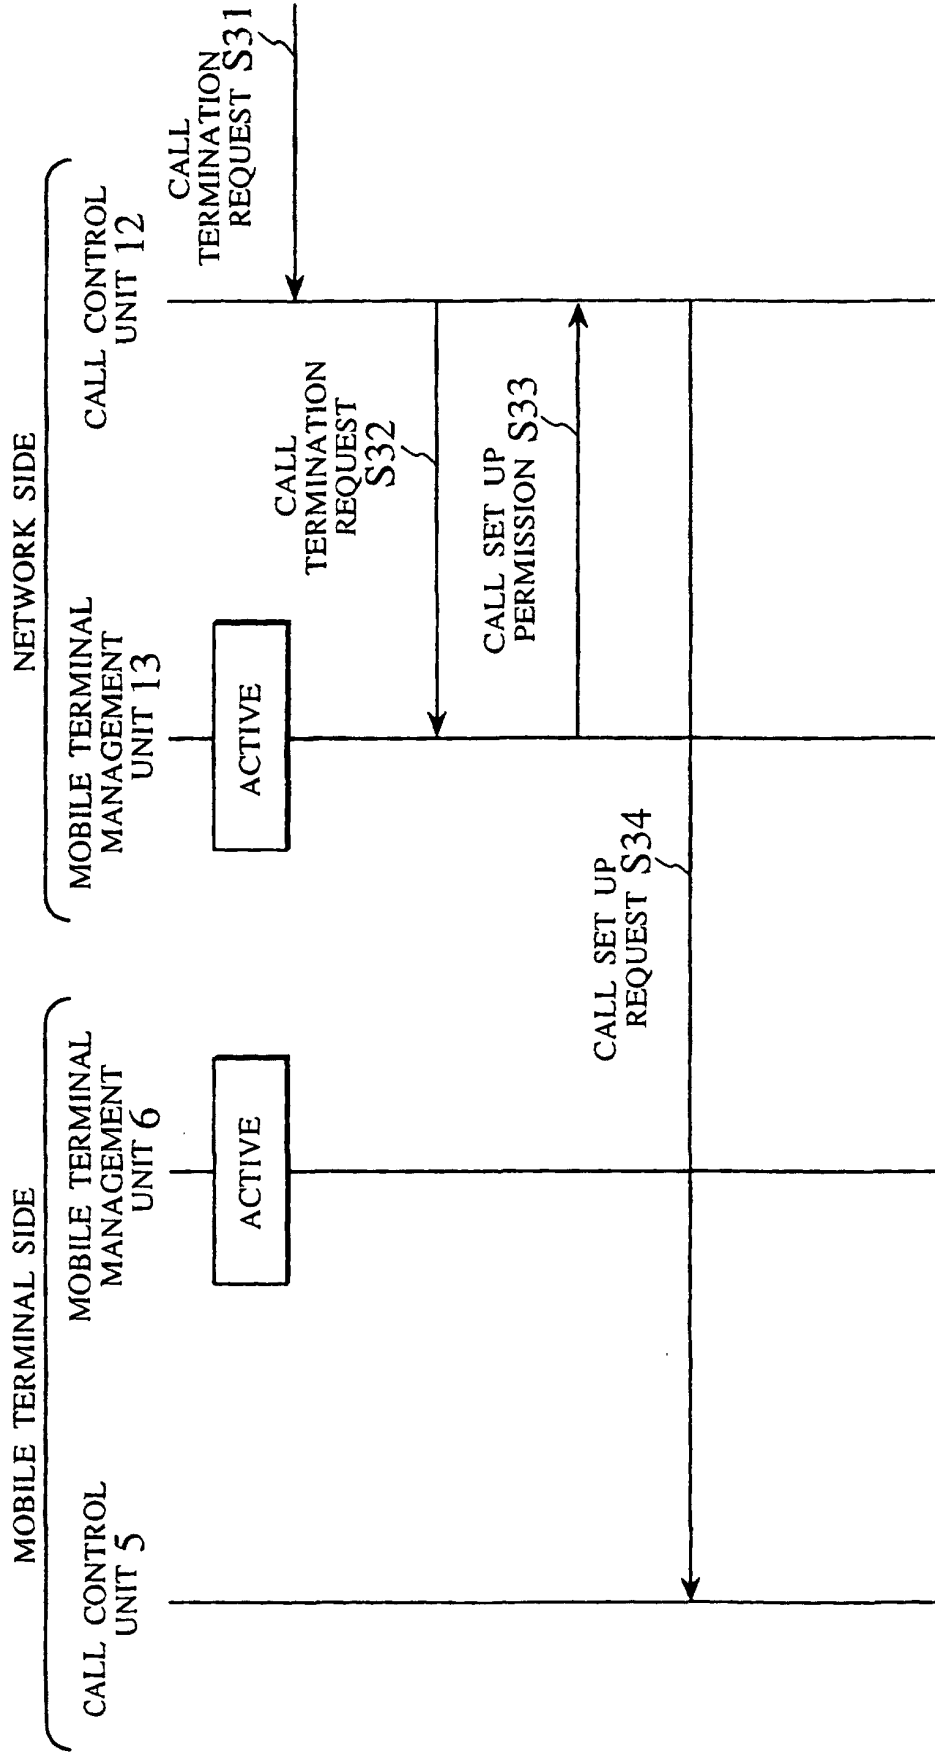 MOBILE TERMINAL SIDE
NETWORK SIDE
CALL CONTROL
UNIT 5
MOBILE TERMINAL
MANAGEMENT
UNIT 6
MOBILE TERMINAL
MANAGEMENT
UNIT 13
CALL CONTROL
UNIT 12
ACTIVE
ACTIVE
CALL
TERMINATION
REQUEST S31
CALL
TERMINATION
REQUEST
S32
CALL SET UP
PERMISSION S33
CALL SET UP
REQUEST S34